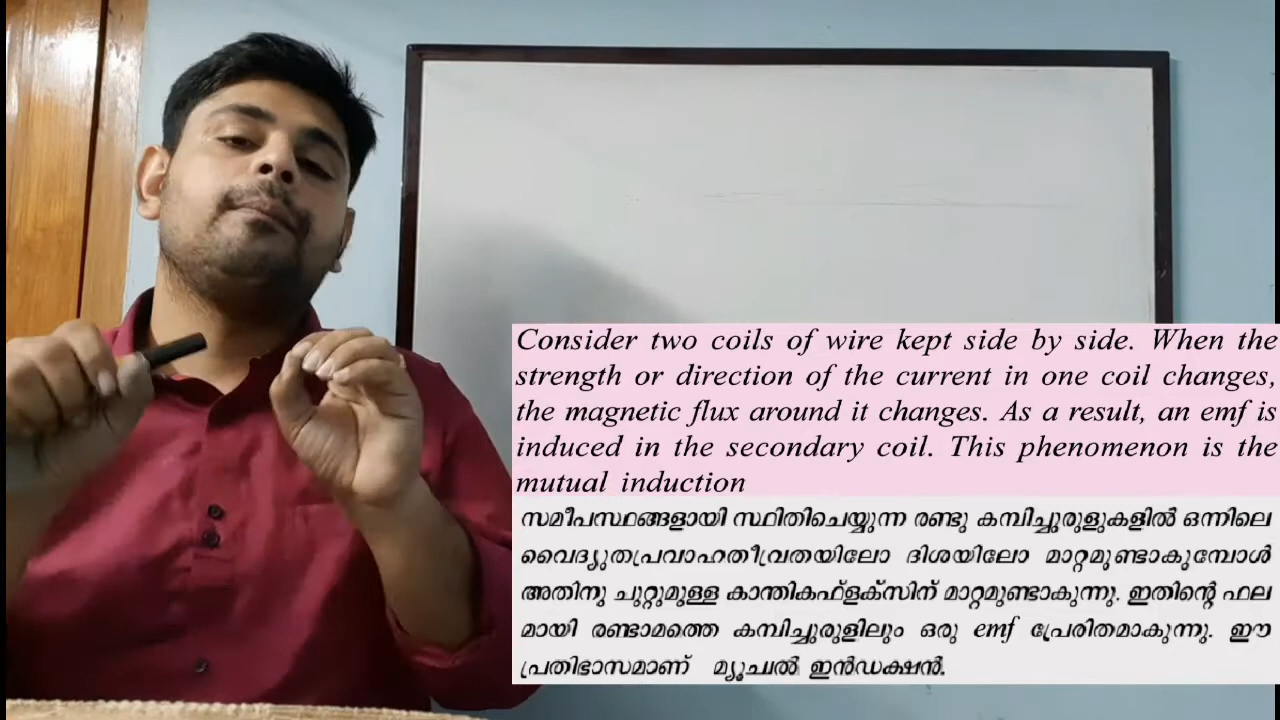 Consider two coils of wire kept side by side. When the
strength or direction of the current in one coil changes,
the magnetic flux around it changes. As a result, an emf is
induced in the secondary coil. This phenomenon is the
mutual induction
സമീപസ്ഥങ്ങളായി സ്ഥിതിചെയ്യുന്ന രണ്ടു കമ്പിച്ചുരുളുകളിൽ ഒന്നിലെ
വൈദ്യുതപ്രവാഹതീവ്രതയിലോ ദിശയിലോ മാറ്റമുണ്ടാകുമ്പോൾ
അതിനു ചുറ്റുമുള്ള കാന്തികഫ്ളക്സിന് മാറ്റമുണ്ടാകുന്നു. ഇതിന്റെ ഫല
മായി രണ്ടാമത്തെ കമ്പിച്ചുരുളിലും ഒരു emf പ്രേരിതമാകുന്നു. ഈ
പ്രതിഭാസമാണ് മ്യൂച്വൽ ഇൻഡക്ഷൻ.